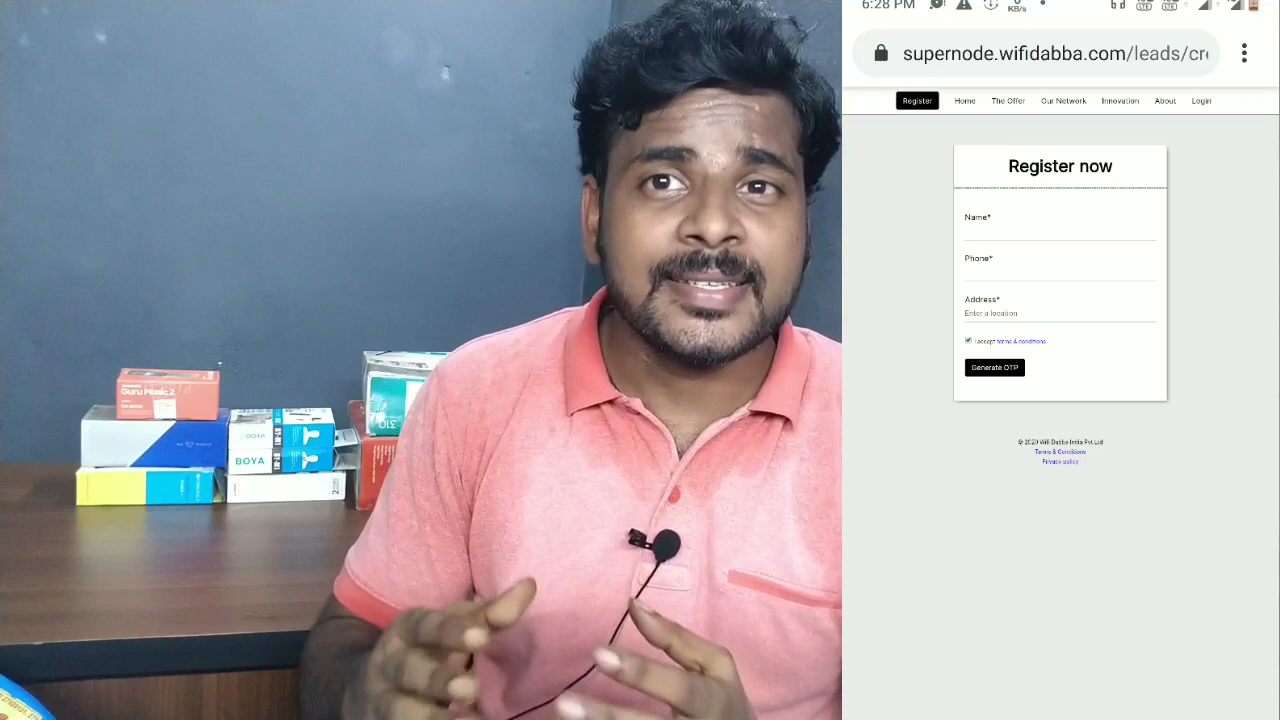 6:28 PM
KB/s
supernode.wifidabba.com/leads/cr
Register
Home
The Offer
Our Network
Innovation
About
Login
Register now
Name*
Phone*
Address*
Enter a location
I accept terms & conditions
Generate OTP
© 2020 Wifi Dabba India Pvt Ltd
Terms & Conditions
Privacy policy
Guru Music 2
BOYA
BOYA
310